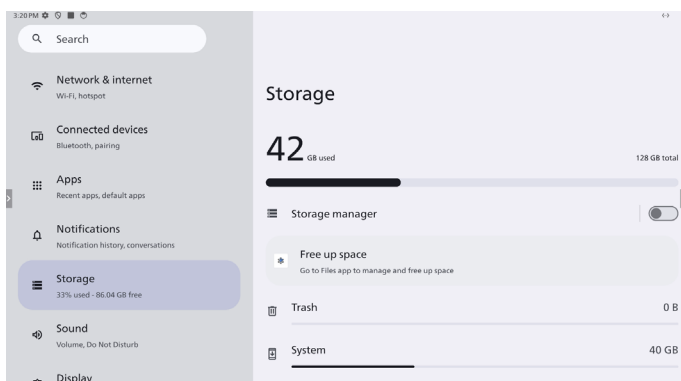 3:20 PM
Search
Network & internet
Wi-Fi, hotspot
Connected devices
Bluetooth, pairing
Apps
Recent apps, default apps
Notifications
Notification history, conversations
Storage
33% used - 86.04 GB free
Sound
Volume, Do Not Disturb
Display
Storage
42 GB used
128 GB total
Storage manager
Free up space
Go to Files app to manage and free up space
Trash
0 B
System
40 GB